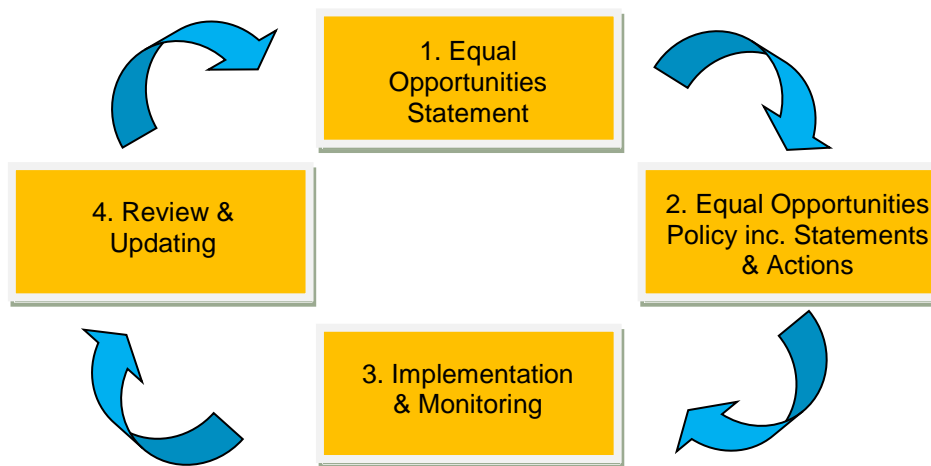 1. Equal
Opportunities
Statement
2. Equal Opportunities
Policy inc. Statements
& Actions
3. Implementation
& Monitoring
4. Review &
Updating